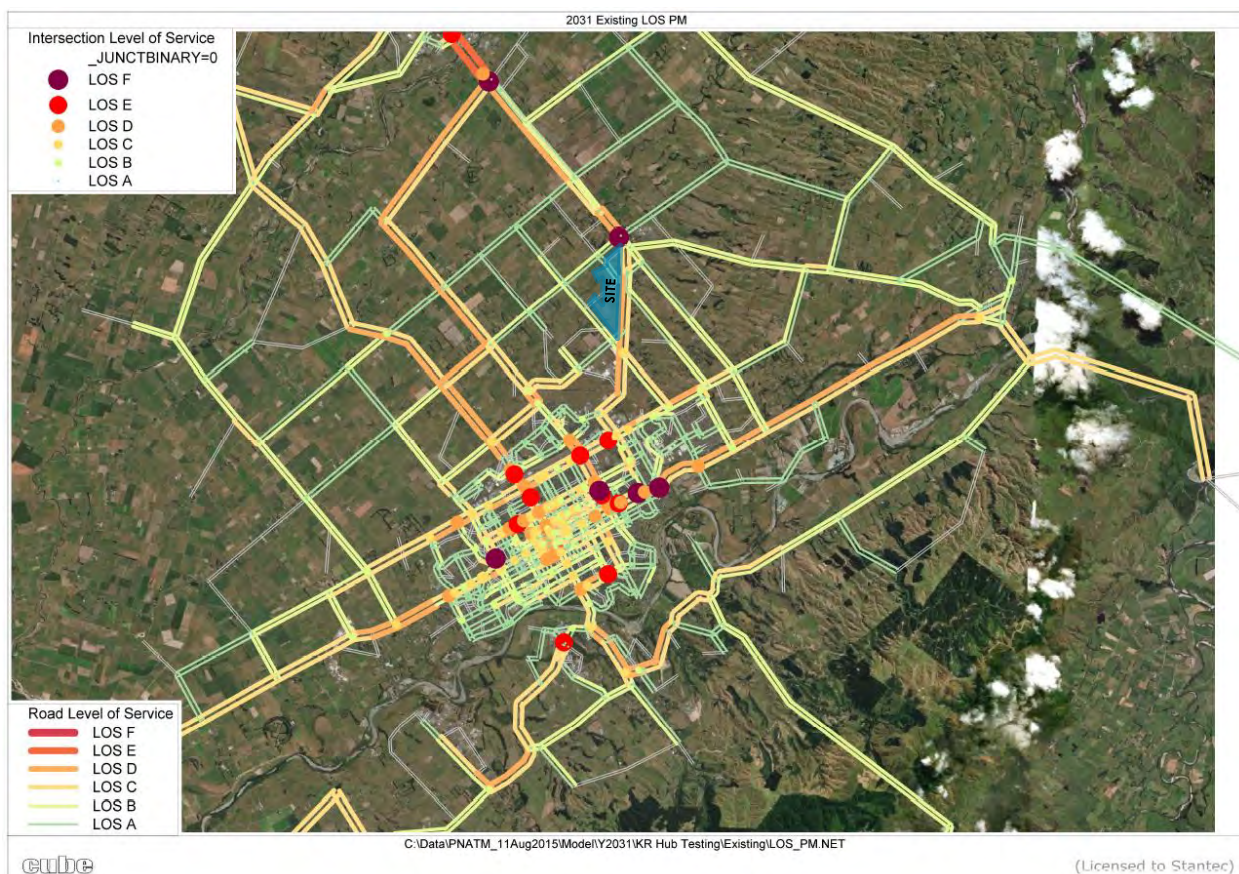 2031 Existing LOS PM
Intersection Level of Service
_JUNCTBINARY=0
LOS F
LOS E
LOS D
LOS C
LOS B
LOS A
SITE
Road Level of Service
LOS F
LOS E
LOS D
LOS C
LOS B
LOS A
C:\Data\PNATM_11Aug2015\Model\Y2031\KR Hub Testing\Existing\LOS_PM.NET
cube
(Licensed to Stantec)